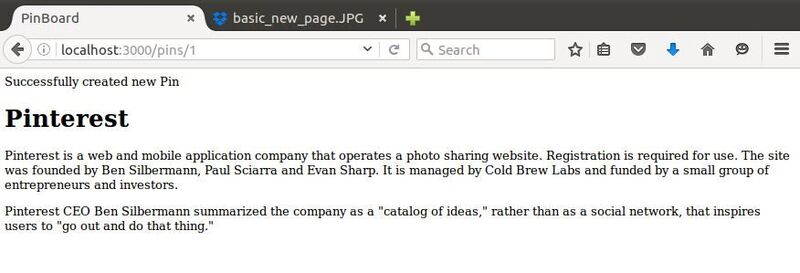 PinBoard
basic_new_page.JPG
localhost:3000/pins/1
Search
Successfully created new Pin
Pinterest
Pinterest is a web and mobile application company that operates a photo sharing website. Registration is required for use. The site
was founded by Ben Silbermann, Paul Sciarra and Evan Sharp. It is managed by Cold Brew Labs and funded by a small group of
entrepreneurs and investors.
Pinterest CEO Ben Silbermann summarized the company as a "catalog of ideas," rather than as a social network, that inspires
users to "go out and do that thing."